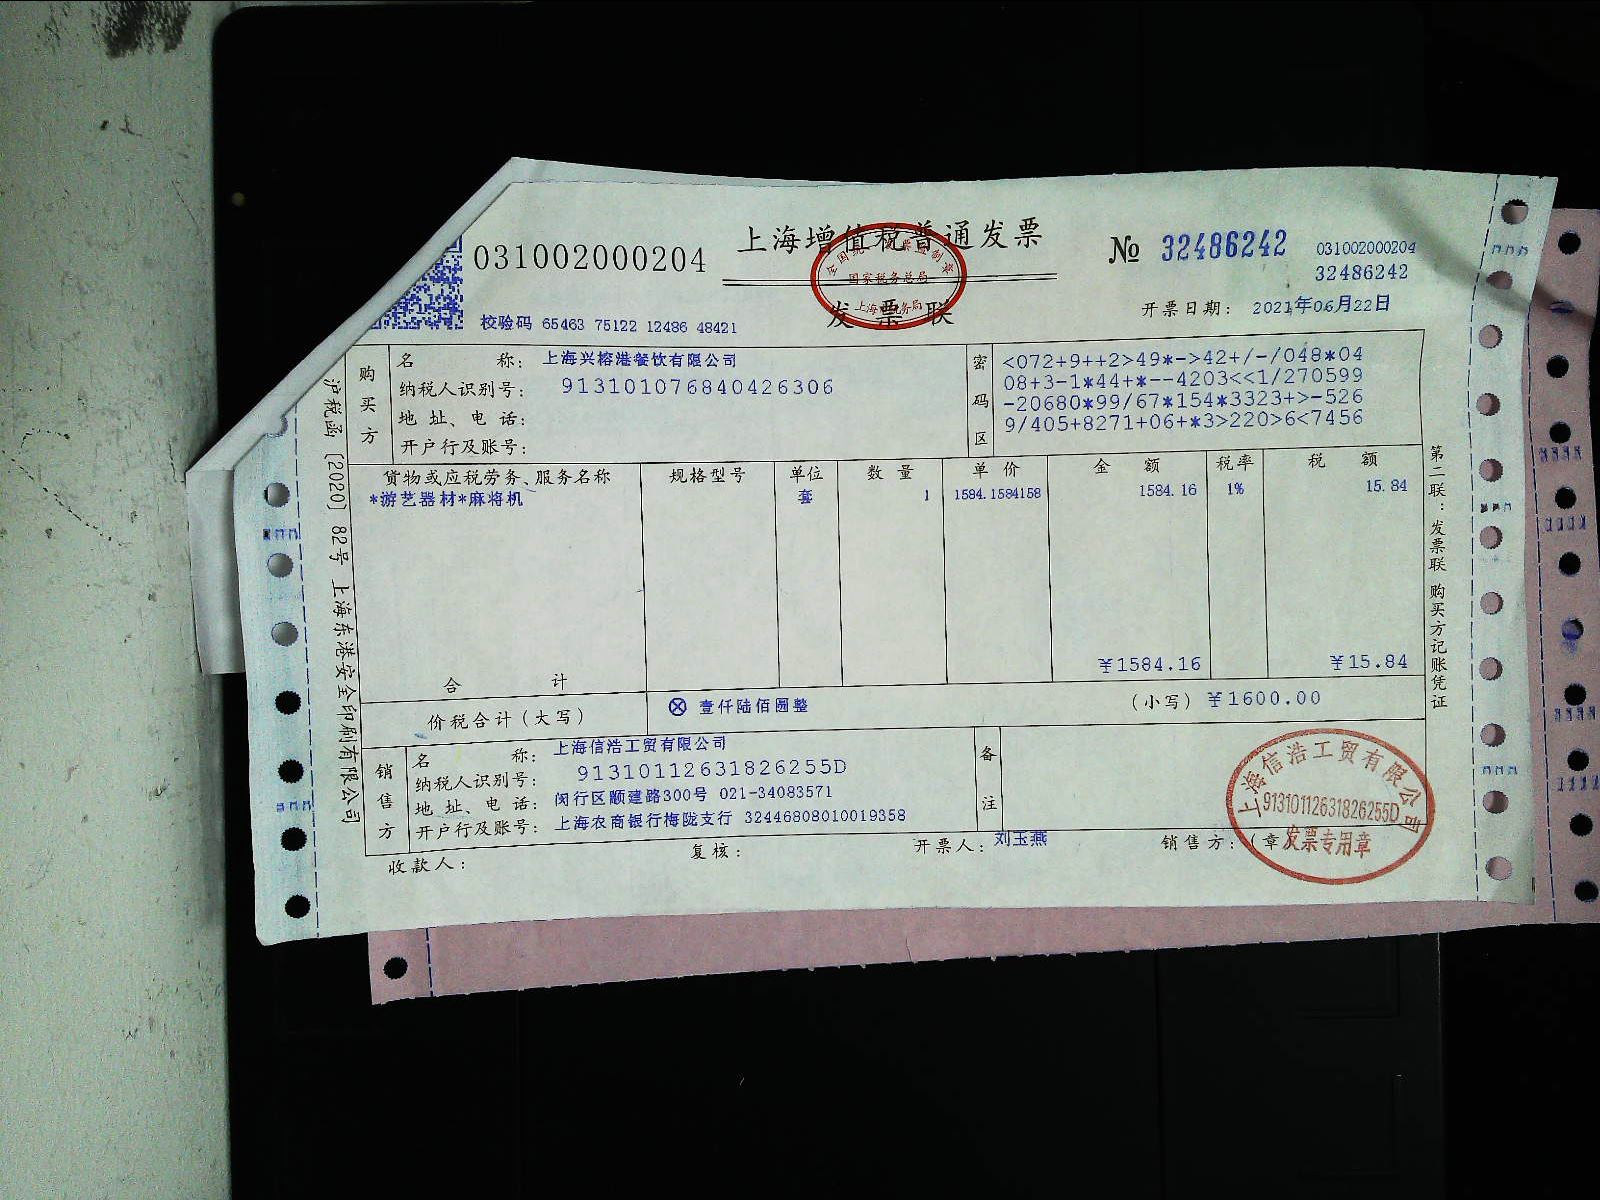 031002000204
上海增值税普通发票
No 32486242
031002000204
32486242
全国统一发票监制章
国家税务总局
上海市税务局
发票联
校验码 65463 75122 12486 48421
开票日期: 2021年06月22日
购买方
名 称: 上海兴榕港餐饮有限公司
纳税人识别号: 913101076840426306
地 址、电 话:
开户行及账号:
密码区
<072+9++2>49*->42+/-/048*04
08+3-1*44+*--4203<<1/270599
-20680*99/67*154*3323+>-526
9/405+8271+06+*3>220>6<7456
货物或应税劳务、服务名称 规格型号 单位 数量 单价 金额 税率 税额
*游艺器材*麻将机 套 1 1584.1584158 1584.16 1% 15.84
合 计 ¥1584.16 ¥15.84
价税合计(大写) ⊗ 壹仟陆佰圆整 (小写) ¥1600.00
销售方
名 称: 上海信浩工贸有限公司
纳税人识别号: 91310112631826255D
地 址、电 话: 闵行区顾建路300号 021-34083571
开户行及账号: 上海农商银行梅陇支行 32446808010019358
备注
收款人: 复核: 开票人: 刘玉燕 销售方: (章
上海信浩工贸有限公司
91310112631826255D
发票专用章
沪税函 [2020] 82号 上海东港安全印刷有限公司
第二联:发票联 购买方记账凭证